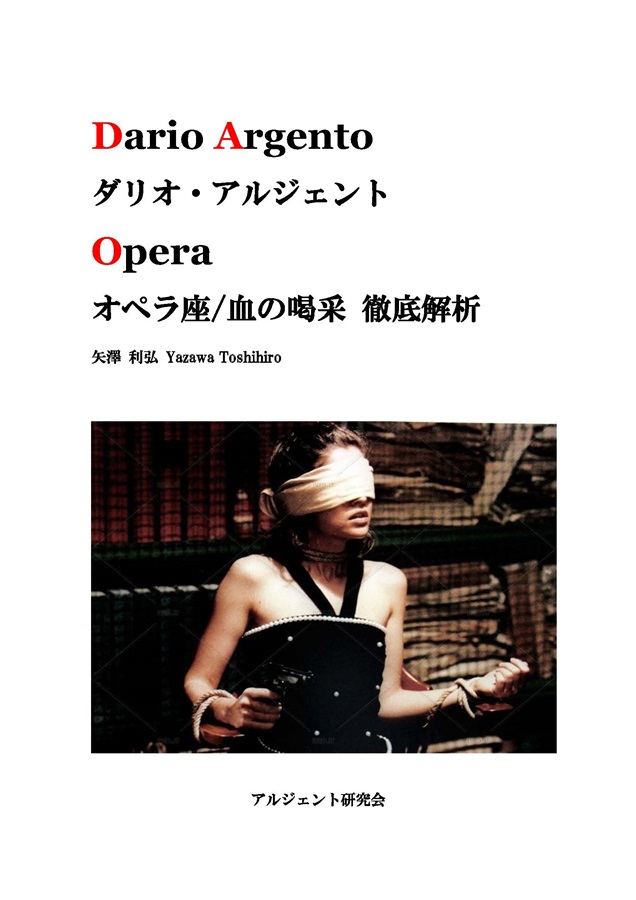 Dario Argento
ダリオ・アルジェント
Opera
オペラ座/血の喝采 徹底解析
矢澤 利弘 Yazawa Toshihiro
アルジェント研究会